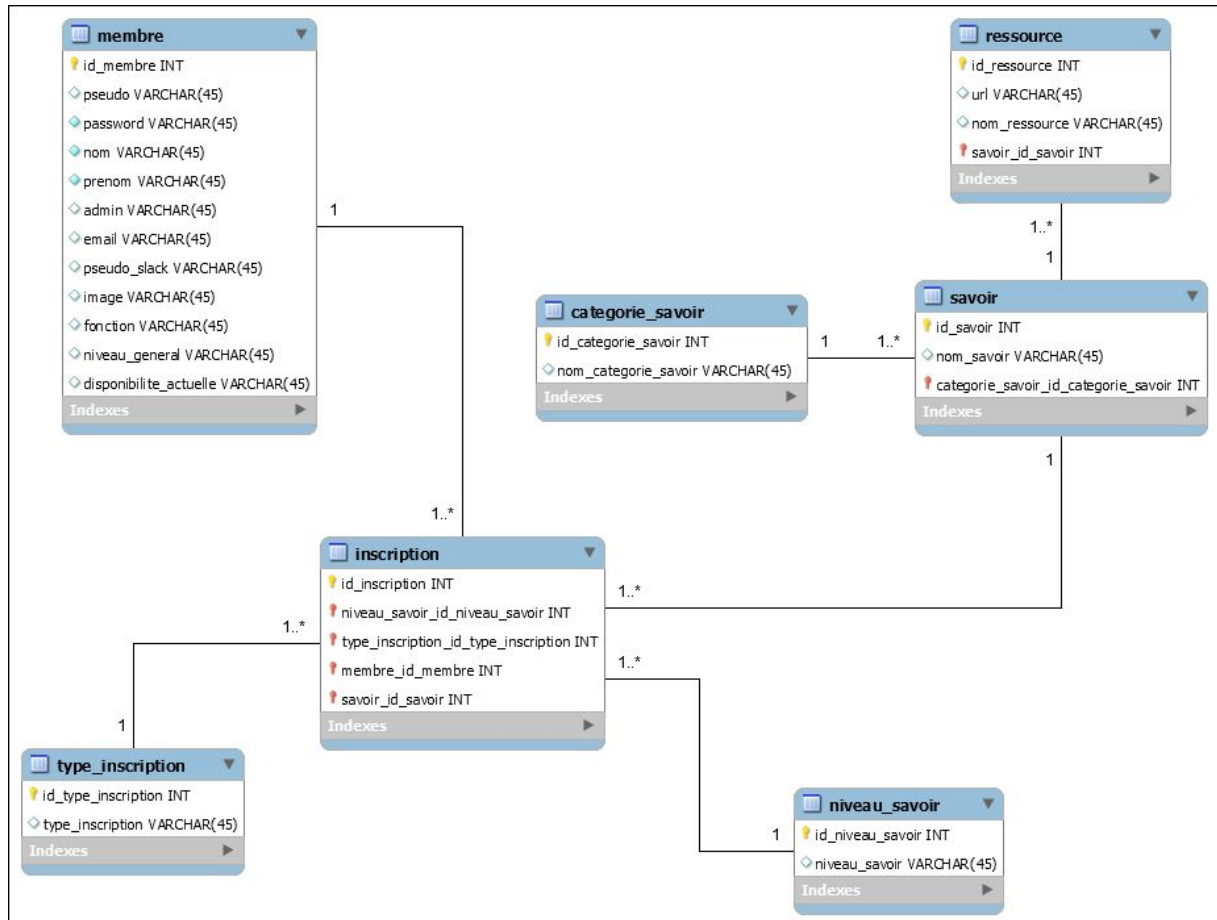 membre
id_membre INT
pseudo VARCHAR(45)
password VARCHAR(45)
nom VARCHAR(45)
prenom VARCHAR(45)
admin VARCHAR(45)
email VARCHAR(45)
pseudo_slack VARCHAR(45)
image VARCHAR(45)
fonction VARCHAR(45)
niveau_general VARCHAR(45)
disponibilite_actuelle VARCHAR(45)
Indexes
1
1..*
ressource
id_ressource INT
url VARCHAR(45)
nom_ressource VARCHAR(45)
savoir_id_savoir INT
Indexes
1..*
1
categorie_savoir
id_categorie_savoir INT
nom_categorie_savoir VARCHAR(45)
Indexes
1
1..*
savoir
id_savoir INT
nom_savoir VARCHAR(45)
categorie_savoir_id_categorie_savoir INT
Indexes
1
1..*
inscription
id_inscription INT
niveau_savoir_id_niveau_savoir INT
type_inscription_id_type_inscription INT
membre_id_membre INT
savoir_id_savoir INT
Indexes
1..*
1
1..*
1
type_inscription
id_type_inscription INT
type_inscription VARCHAR(45)
Indexes
niveau_savoir
id_niveau_savoir INT
niveau_savoir VARCHAR(45)
Indexes